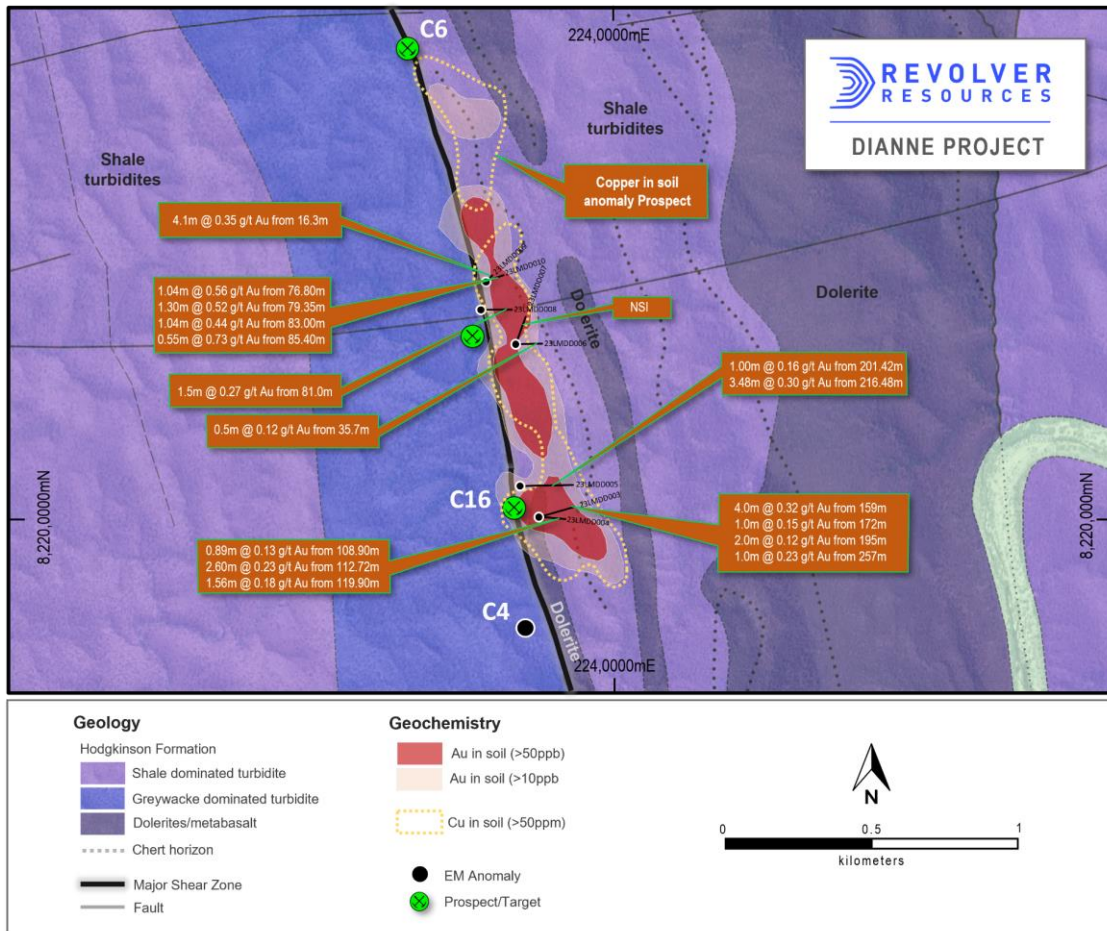 C6
224,0000mE
REVOLVER
RESOURCES
DIANNE PROJECT
Shale
turbidites
Shale
turbidites
Copper in soil
anomaly Prospect
4.1m @ 0.35 g/t Au from 16.3m
23LMDD010
1.04m @ 0.56 g/t Au from 76.80m
1.30m @ 0.52 g/t Au from 79.35m
1.04m @ 0.44 g/t Au from 83.00m
0.55m @ 0.73 g/t Au from 85.40m
23LMDD007
23LMDD008
NSI
Dolerite
Dolerite
23LMDD006
1.5m @ 0.27 g/t Au from 81.0m
1.00m @ 0.16 g/t Au from 201.42m
3.48m @ 0.30 g/t Au from 216.48m
0.5m @ 0.12 g/t Au from 35.7m
23LMDD005
C16
23LMDD003
23LMDD004
8,220,000mN
8,220,000mN
4.0m @ 0.32 g/t Au from 159m
1.0m @ 0.15 g/t Au from 172m
2.0m @ 0.12 g/t Au from 195m
1.0m @ 0.23 g/t Au from 257m
0.89m @ 0.13 g/t Au from 108.90m
2.60m @ 0.23 g/t Au from 112.72m
1.56m @ 0.18 g/t Au from 119.90m
C4
Dolerite
224,0000mE
Geology
Hodgkinson Formation
Shale dominated turbidite
Greywacke dominated turbidite
Dolerites/metabasalt
Chert horizon
Major Shear Zone
Fault
Geochemistry
Au in soil (>50ppb)
Au in soil (>10ppb
Cu in soil (>50ppm)
EM Anomaly
Prospect/Target
N
0 0.5 1
kilometers